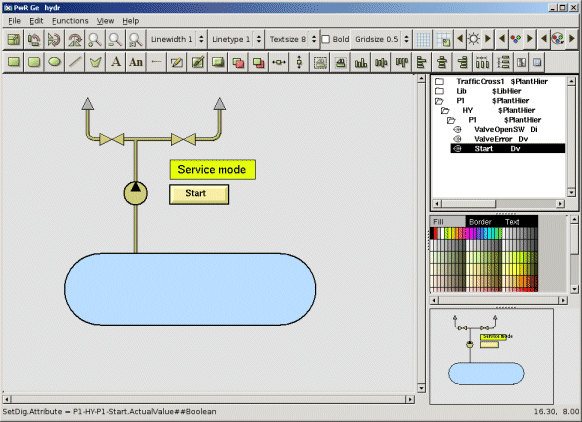 PwR Ge hydr
File Edit Functions View Help
Linewidth 1 Linetype 1 Textsize 8 Bold Gridsize 0.5
A An
TrafficCross1 $PlantHier
Lib $LibHier
P1 $PlantHier
HY $PlantHier
P1 $PlantHier
ValveOpenSW Di
ValveError Dv
Start Dv
Service mode
Start
Fill Border Text
Service mode
SetDig.Attribute = P1-HY-P1-Start.ActualValue##Boolean
16.30, 8.00